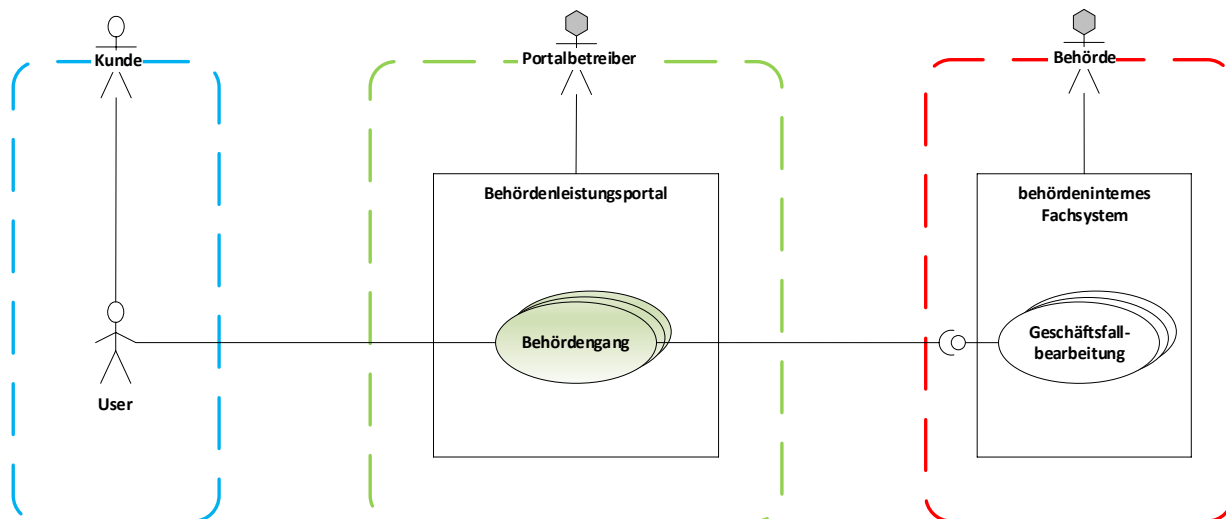 Kunde
Portalbetreiber
Behörde
Behördenleistungsportal
behördeninternes
Fachsystem
Behördengang
Geschäftsfall-
bearbeitung
User